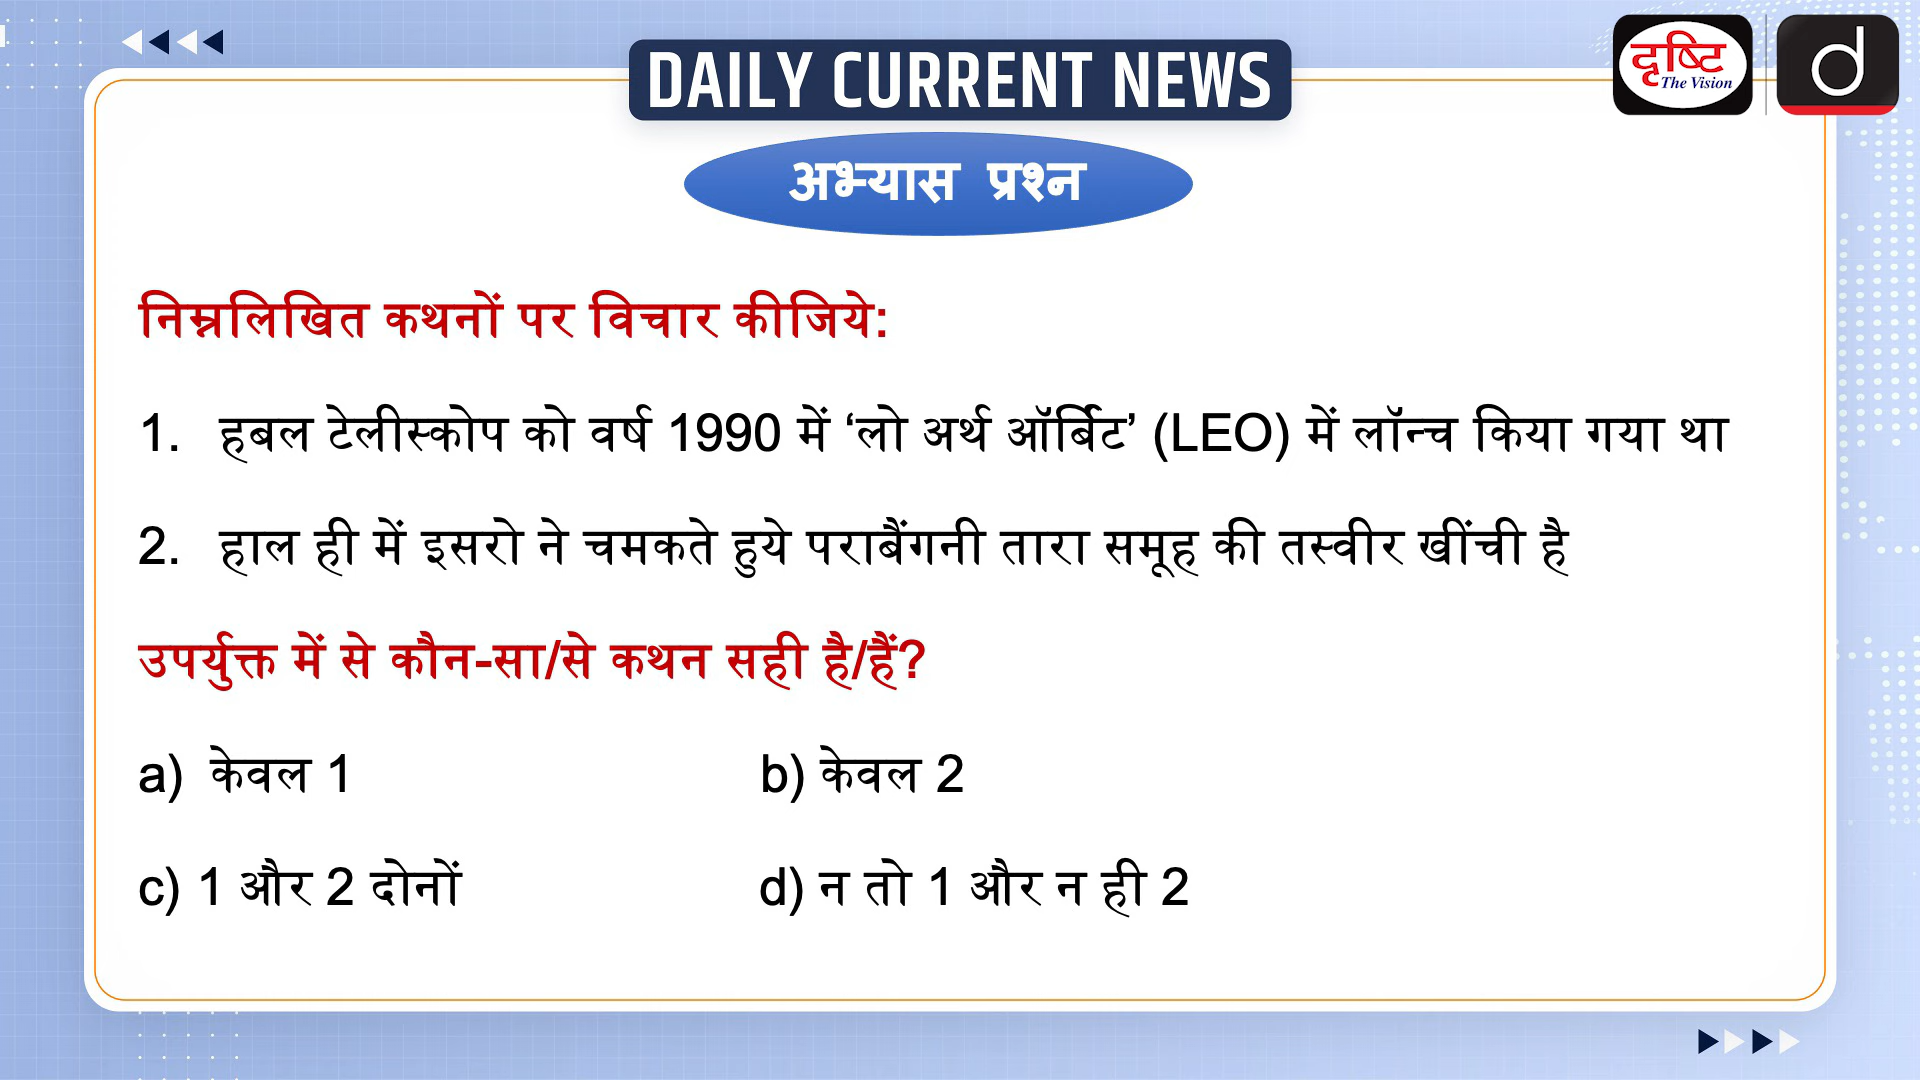 DAILY CURRENT NEWS
दृष्टि
The Vision
d
अभ्यास प्रश्न
निम्नलिखित कथनों पर विचार कीजिये:
1. हबल टेलीस्कोप को वर्ष 1990 में ‘लो अर्थ ऑर्बिट’ (LEO) में लॉन्च किया गया था
2. हाल ही में इसरो ने चमकते हुये पराबैंगनी तारा समूह की तस्वीर खींची है
उपर्युक्त में से कौन-सा/से कथन सही है/हैं?
a) केवल 1 b) केवल 2
c) 1 और 2 दोनों d) न तो 1 और न ही 2